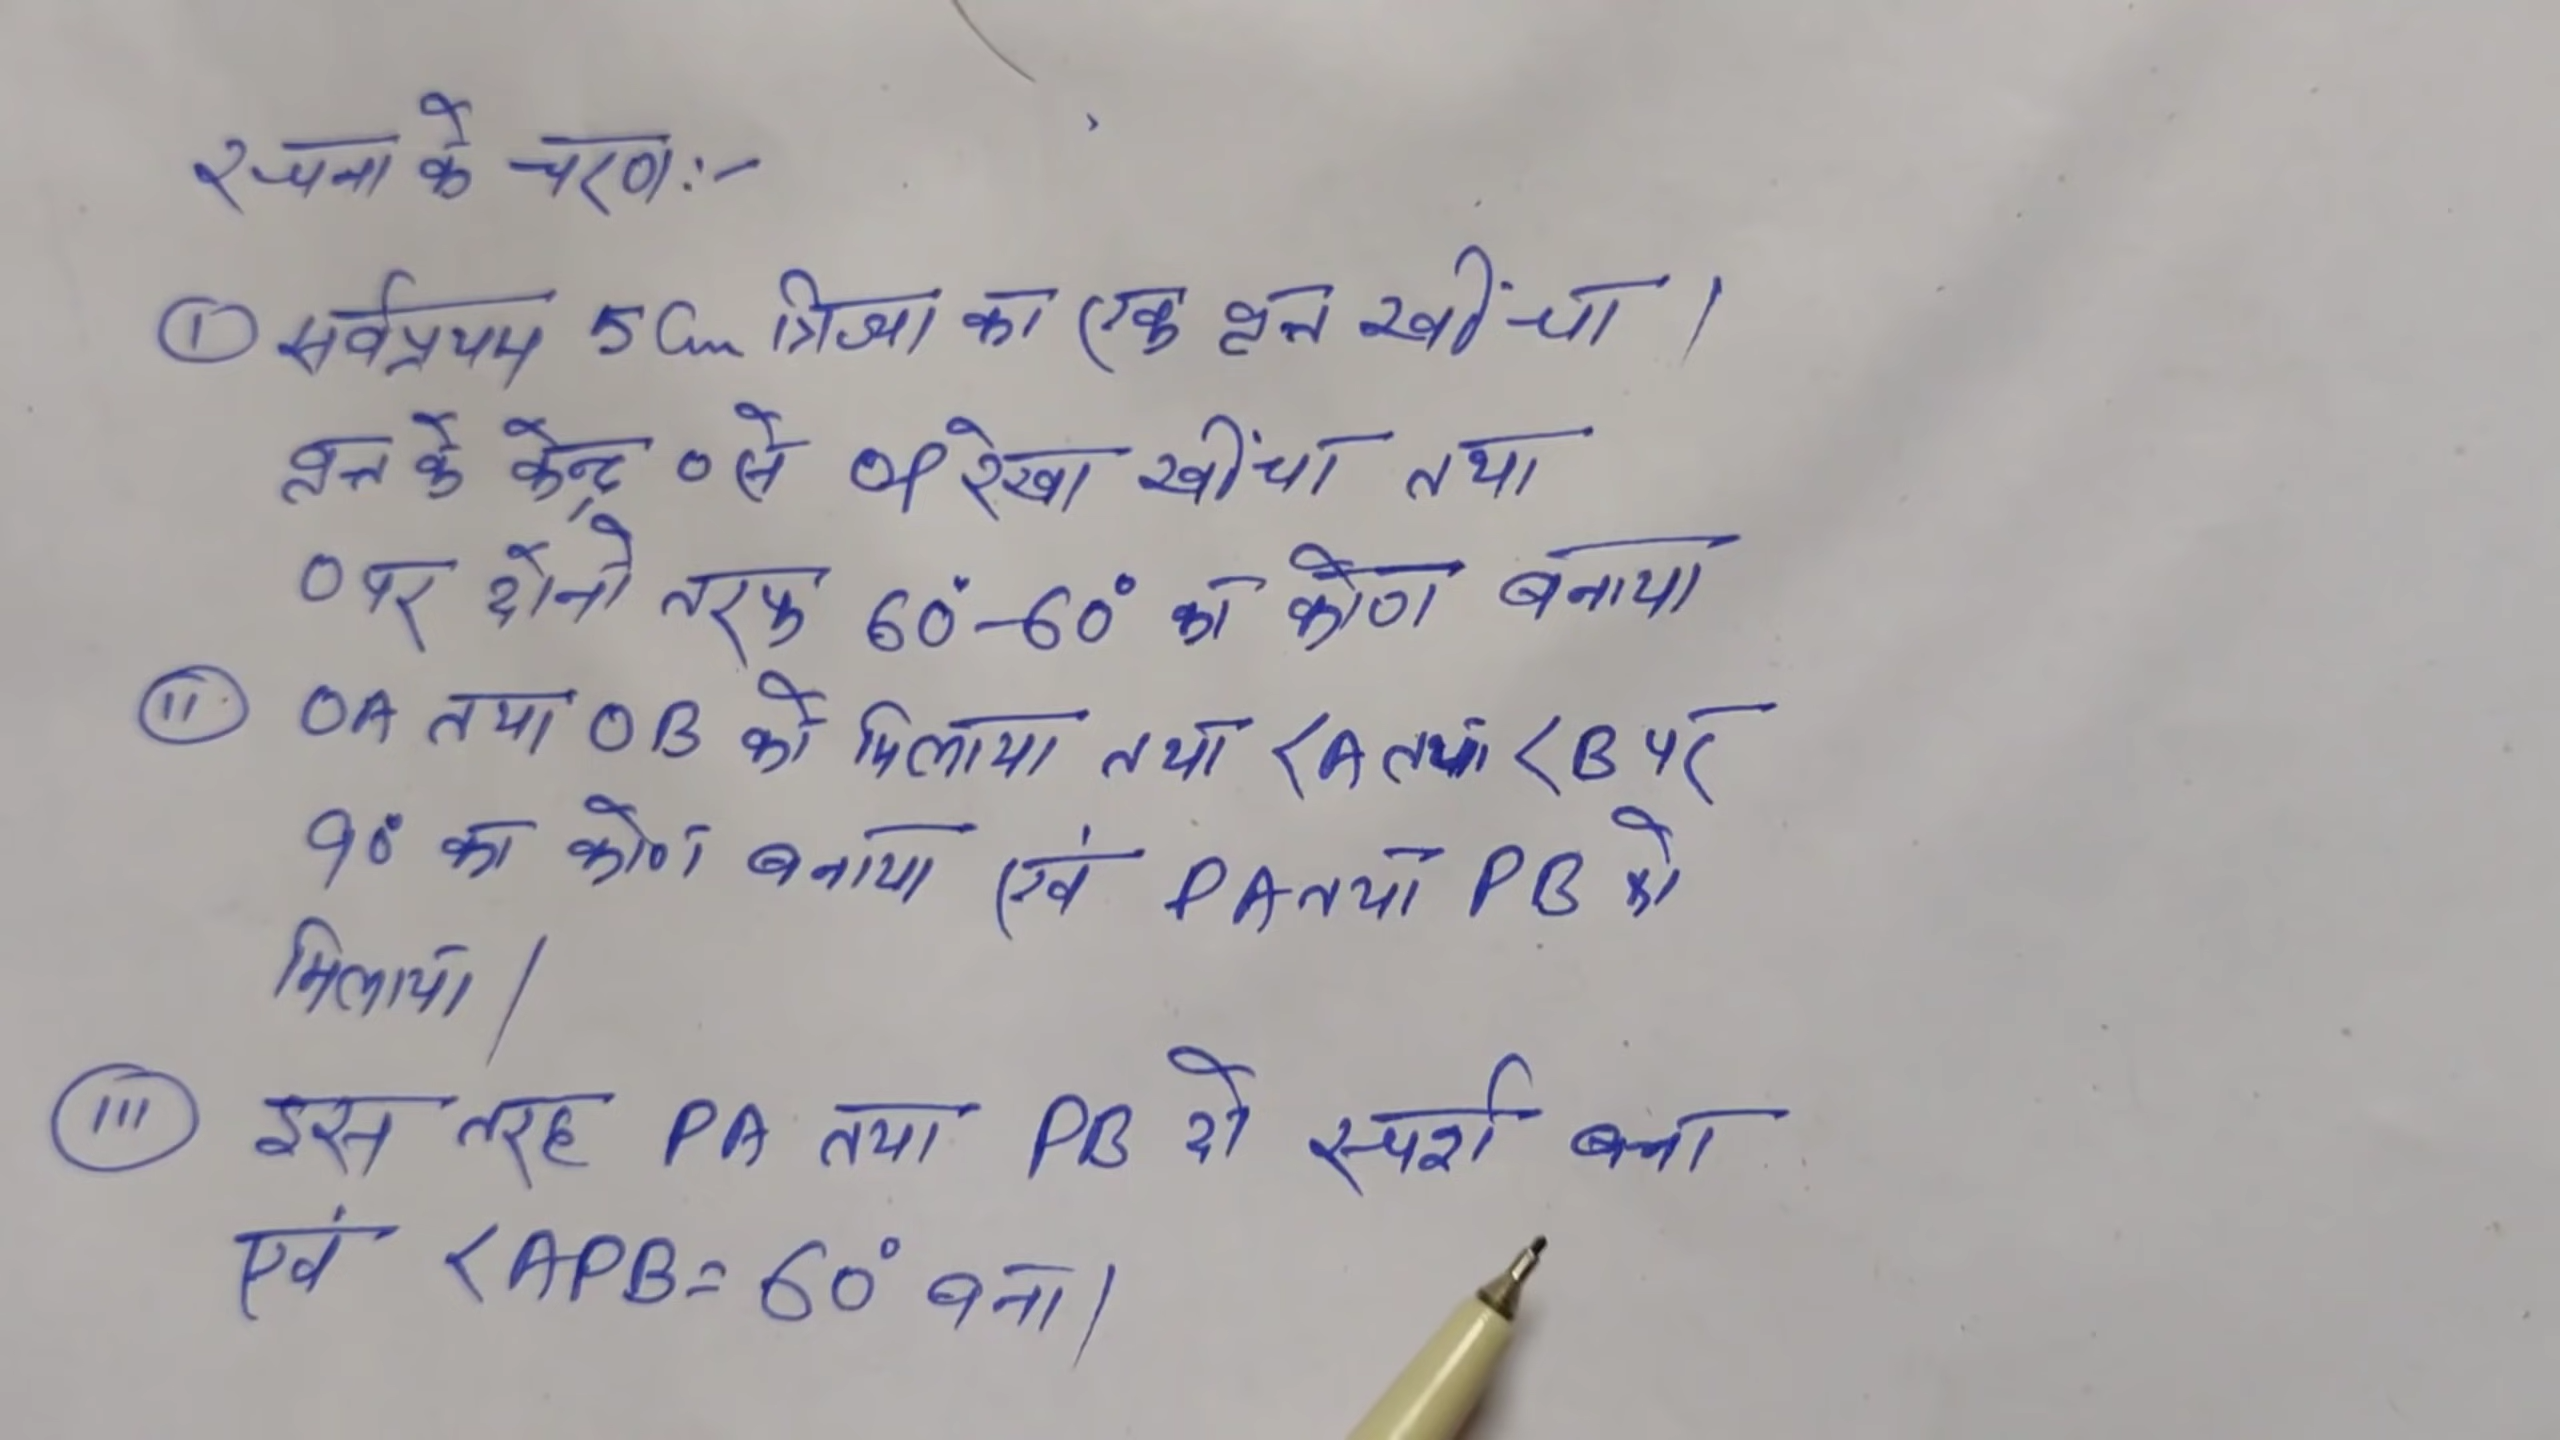 रचना के चरण:-
(I) सर्वप्रथम 5 Cm त्रिज्या का एक वृत्त खींचा।
वृत्त के केन्द्र O से OP रेखा खींचा तथा
O पर दोनों तरफ 60°-60° का कोण बनाया
(II) OA तथा OB को मिलाया तथा <A तथा <B पर
90° का कोण बनाया एवं PA तथा PB को
मिलाया।
(III) इस तरह PA तथा PB दो स्पर्श बना
एवं <APB = 60° बना।